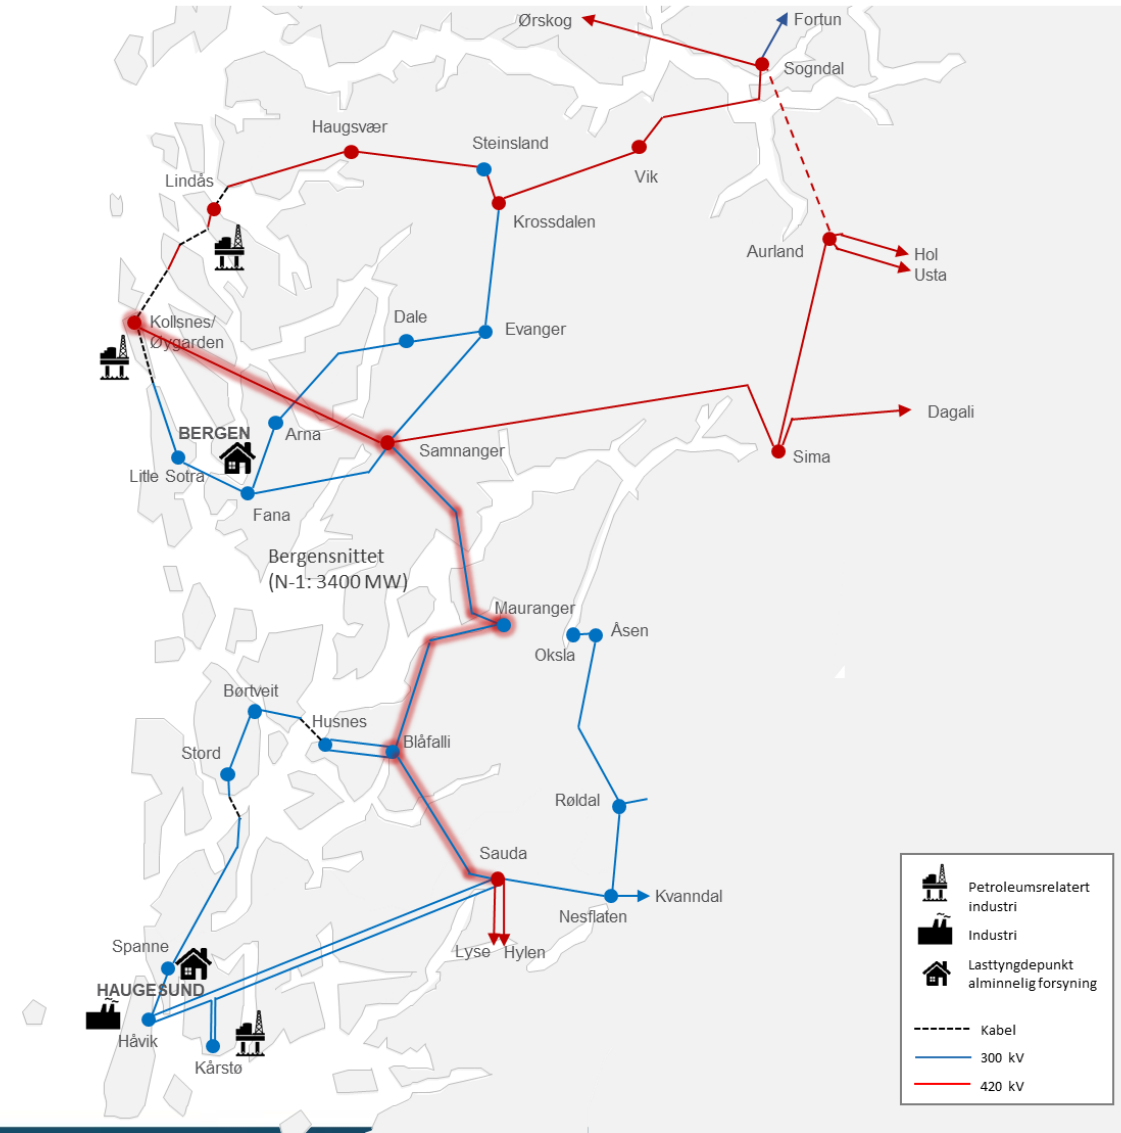 Ørskog
Fortun
Sogndal
Haugsvær
Steinsland
Vik
Lindås
Krossdalen
Aurland
Hol
Usta
Kollsnes/
Øygarden
Dale
Evanger
BERGEN
Arna
Samnanger
Dagali
Sima
Litle Sotra
Fana
Bergensnittet
(N-1: 3400 MW)
Mauranger
Åsen
Oksla
Børtveit
Husnes
Blåfalli
Stord
Røldal
Sauda
Kvanndal
Nesflaten
Spanne
Lyse
Hylen
HAUGESUND
Håvik
Kårstø
Petroleumsrelatert
industri
Industri
Lasttyngdepunkt
alminnelig forsyning
Kabel
300 kV
420 kV